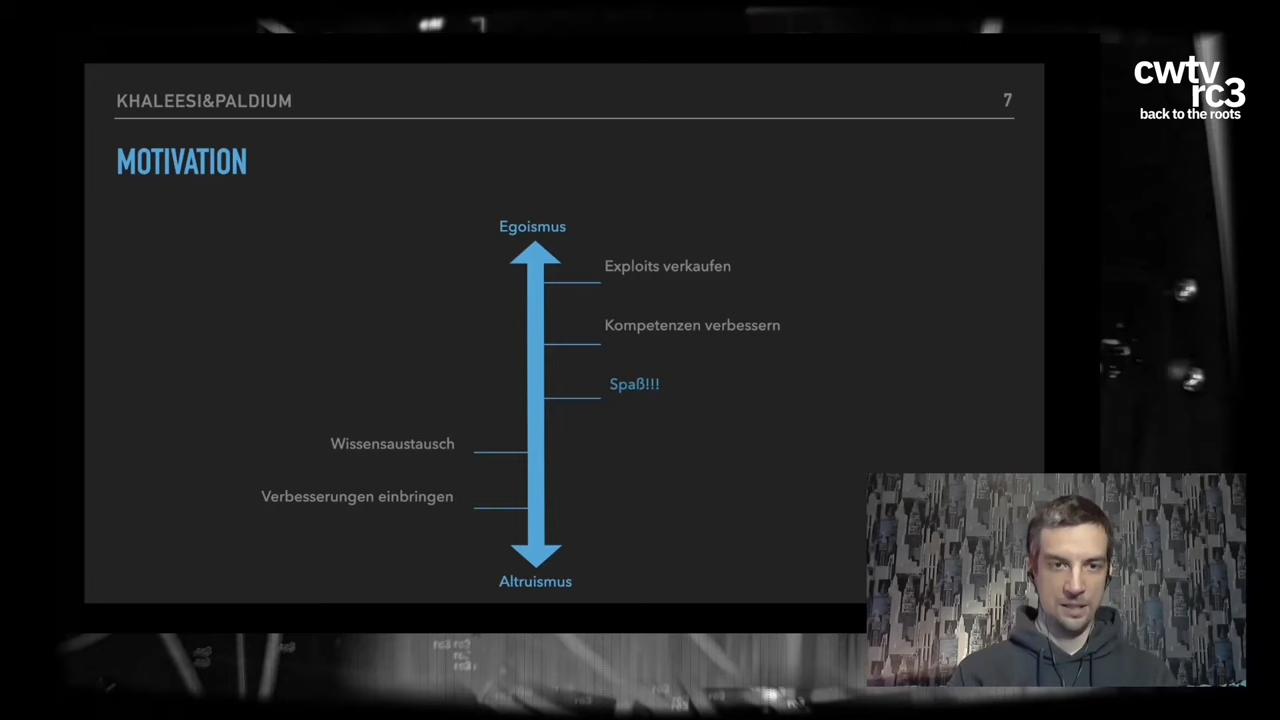 KHALEESI&PALDIUM
7
MOTIVATION
Egoismus
Exploits verkaufen
Kompetenzen verbessern
Spaß!!!
Wissensaustausch
Verbesserungen einbringen
Altruismus
cwtv
rc3
back to the roots